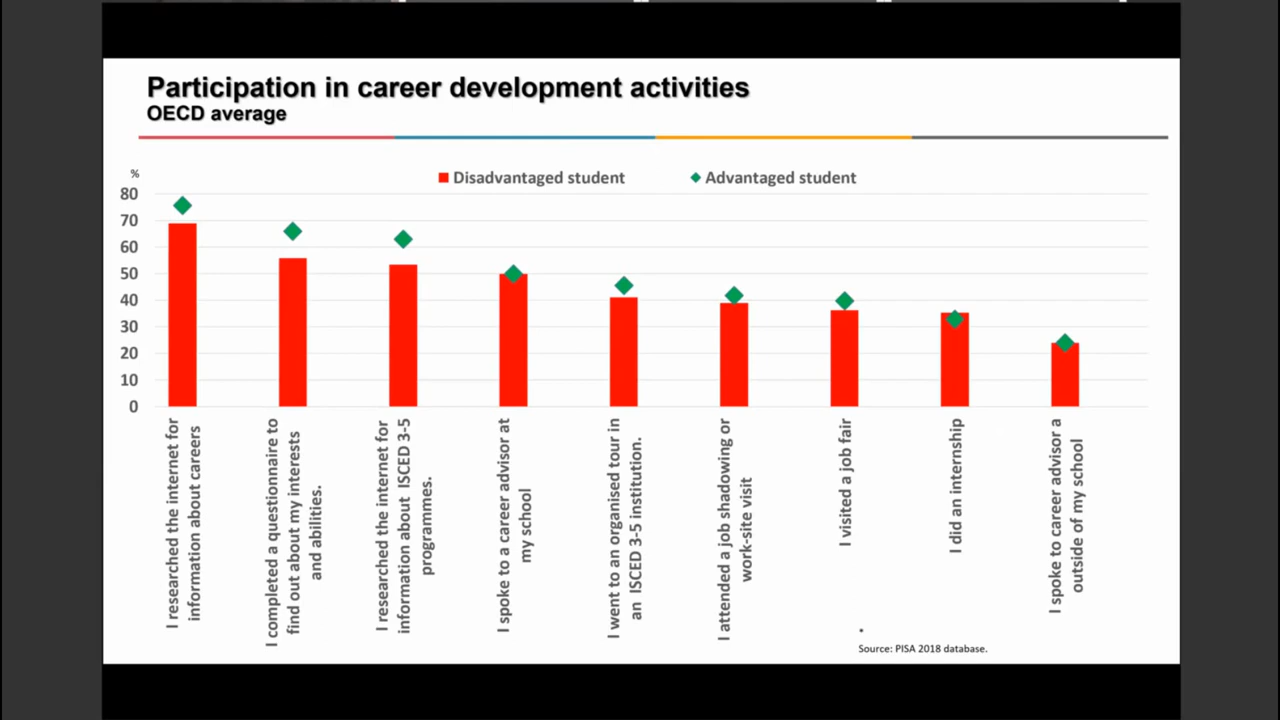 Participation in career development activities
OECD average
%
Disadvantaged student
Advantaged student
80
70
60
50
40
30
20
10
0
I researched the internet for
information about careers
I completed a questionnaire to
find out about my interests
and abilities.
I researched the internet for
information about ISCED 3-5
programmes.
I spoke to a career advisor at
my school
I went to an organised tour in
an ISCED 3-5 institution.
I attended a job shadowing or
work-site visit
I visited a job fair
I did an internship
I spoke to career advisor a
outside of my school
.
Source: PISA 2018 database.